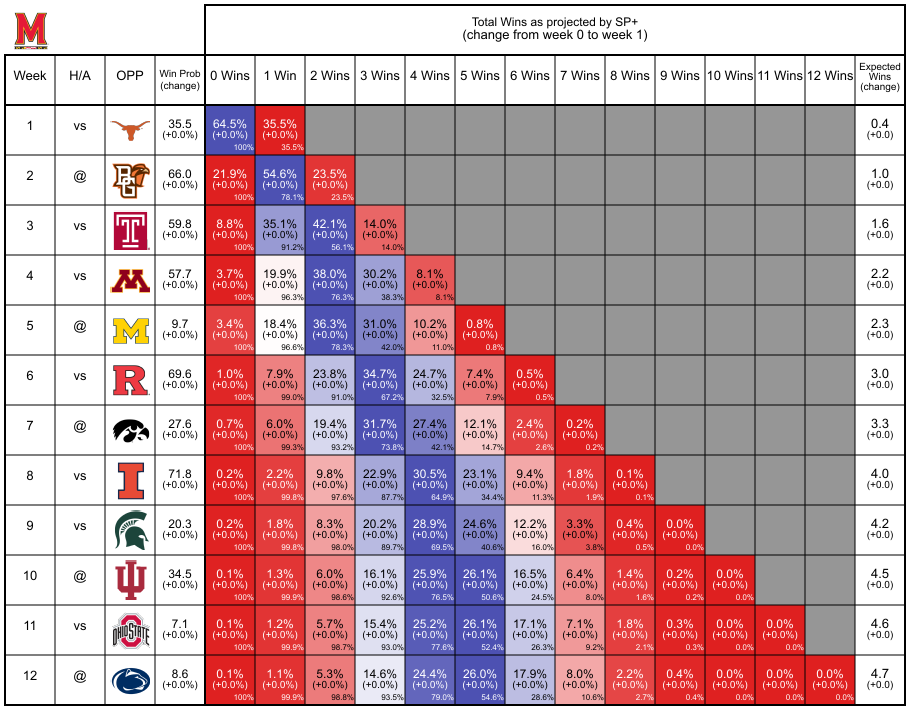 M
Total Wins as projected by SP+
(change from week 0 to week 1)
Week H/A OPP Win Prob (change) 0 Wins 1 Win 2 Wins 3 Wins 4 Wins 5 Wins 6 Wins 7 Wins 8 Wins 9 Wins 10 Wins 11 Wins 12 Wins Expected Wins (change)
1 vs 35.5 64.5% 35.5% 0.4
(+0.0%) (+0.0%) (+0.0%) (+0.0)
100% 35.5%
2 @ BG 66.0 21.9% 54.6% 23.5% 1.0
(+0.0%) (+0.0%) (+0.0%) (+0.0%) (+0.0)
100% 78.1% 23.5%
3 vs T 59.8 8.8% 35.1% 42.1% 14.0% 1.6
(+0.0%) (+0.0%) (+0.0%) (+0.0%) (+0.0%) (+0.0)
100% 91.2% 56.1% 14.0%
4 vs M 57.7 3.7% 19.9% 38.0% 30.2% 8.1% 2.2
(+0.0%) (+0.0%) (+0.0%) (+0.0%) (+0.0%) (+0.0%) (+0.0)
100% 96.3% 76.3% 38.3% 8.1%
5 @ M 9.7 3.4% 18.4% 36.3% 31.0% 10.2% 0.8% 2.3
(+0.0%) (+0.0%) (+0.0%) (+0.0%) (+0.0%) (+0.0%) (+0.0%) (+0.0)
100% 96.6% 78.3% 42.0% 11.0% 0.8%
6 vs R 69.6 1.0% 7.9% 23.8% 34.7% 24.7% 7.4% 0.5% 3.0
(+0.0%) (+0.0%) (+0.0%) (+0.0%) (+0.0%) (+0.0%) (+0.0%) (+0.0%) (+0.0)
100% 99.0% 91.0% 67.2% 32.5% 7.9% 0.5%
7 @ 27.6 0.7% 6.0% 19.4% 31.7% 27.4% 12.1% 2.4% 0.2% 3.3
(+0.0%) (+0.0%) (+0.0%) (+0.0%) (+0.0%) (+0.0%) (+0.0%) (+0.0%) (+0.0%) (+0.0)
100% 99.3% 93.2% 73.8% 42.1% 14.7% 2.6% 0.2%
8 vs I 71.8 0.2% 2.2% 9.8% 22.9% 30.5% 23.1% 9.4% 1.8% 0.1% 4.0
(+0.0%) (+0.0%) (+0.0%) (+0.0%) (+0.0%) (+0.0%) (+0.0%) (+0.0%) (+0.0%) (+0.0%) (+0.0)
100% 99.8% 97.6% 87.7% 64.9% 34.4% 11.3% 1.9% 0.1%
9 vs 20.3 0.2% 1.8% 8.3% 20.2% 28.9% 24.6% 12.2% 3.3% 0.4% 0.0% 4.2
(+0.0%) (+0.0%) (+0.0%) (+0.0%) (+0.0%) (+0.0%) (+0.0%) (+0.0%) (+0.0%) (+0.0%) (+0.0%) (+0.0)
100% 99.8% 98.0% 89.7% 69.5% 40.6% 16.0% 3.8% 0.5% 0.0%
10 @ IU 34.5 0.1% 1.3% 6.0% 16.1% 25.9% 26.1% 16.5% 6.4% 1.4% 0.2% 0.0% 4.5
(+0.0%) (+0.0%) (+0.0%) (+0.0%) (+0.0%) (+0.0%) (+0.0%) (+0.0%) (+0.0%) (+0.0%) (+0.0%) (+0.0%) (+0.0)
100% 99.9% 98.6% 92.6% 76.5% 50.6% 24.5% 8.0% 1.6% 0.2% 0.0%
11 vs OHIO STATE 7.1 0.1% 1.2% 5.7% 15.4% 25.2% 26.1% 17.1% 7.1% 1.8% 0.3% 0.0% 0.0% 4.6
(+0.0%) (+0.0%) (+0.0%) (+0.0%) (+0.0%) (+0.0%) (+0.0%) (+0.0%) (+0.0%) (+0.0%) (+0.0%) (+0.0%) (+0.0%) (+0.0)
100% 99.9% 98.7% 93.0% 77.6% 52.4% 26.3% 9.2% 2.1% 0.3% 0.0% 0.0%
12 @ 8.6 0.1% 1.1% 5.3% 14.6% 24.4% 26.0% 17.9% 8.0% 2.2% 0.4% 0.0% 0.0% 0.0% 4.7
(+0.0%) (+0.0%) (+0.0%) (+0.0%) (+0.0%) (+0.0%) (+0.0%) (+0.0%) (+0.0%) (+0.0%) (+0.0%) (+0.0%) (+0.0%) (+0.0%) (+0.0)
100% 99.9% 98.8% 93.5% 79.0% 54.6% 28.6% 10.6% 2.7% 0.4% 0.0% 0.0% 0.0%